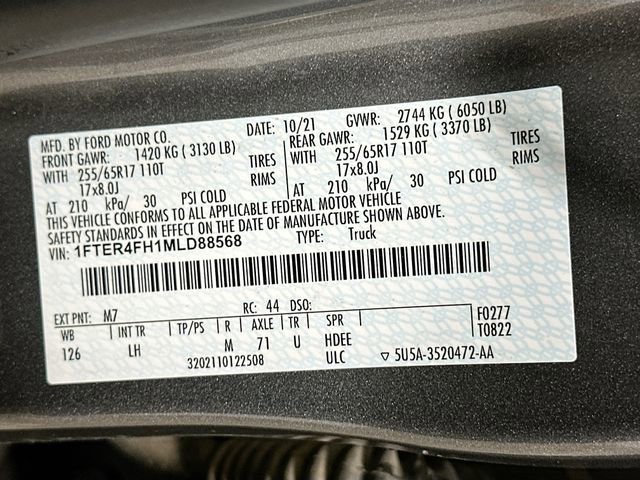 MFD. BY FORD MOTOR CO. DATE: 10/21 GVWR: 2744 KG ( 6050 LB)
FRONT GAWR: 1420 KG ( 3130 LB) REAR GAWR: 1529 KG ( 3370 LB)
WITH 255/65R17 110T TIRES WITH 255/65R17 110T TIRES
17x8.0J RIMS 17x8.0J RIMS
AT 210 kPa/ 30 PSI COLD AT 210 kPa/ 30 PSI COLD
THIS VEHICLE CONFORMS TO ALL APPLICABLE FEDERAL MOTOR VEHICLE
SAFETY STANDARDS IN EFFECT ON THE DATE OF MANUFACTURE SHOWN ABOVE.
VIN: 1FTER4FH1MLD88568 TYPE: Truck
EXT PNT: M7 RC: 44 DSO: F0277
WB INT TR TP/PS R AXLE TR SPR T0822
126 LH M 71 U HDEE
3202110122508 ULC ▽ 5U5A-3520472-AA